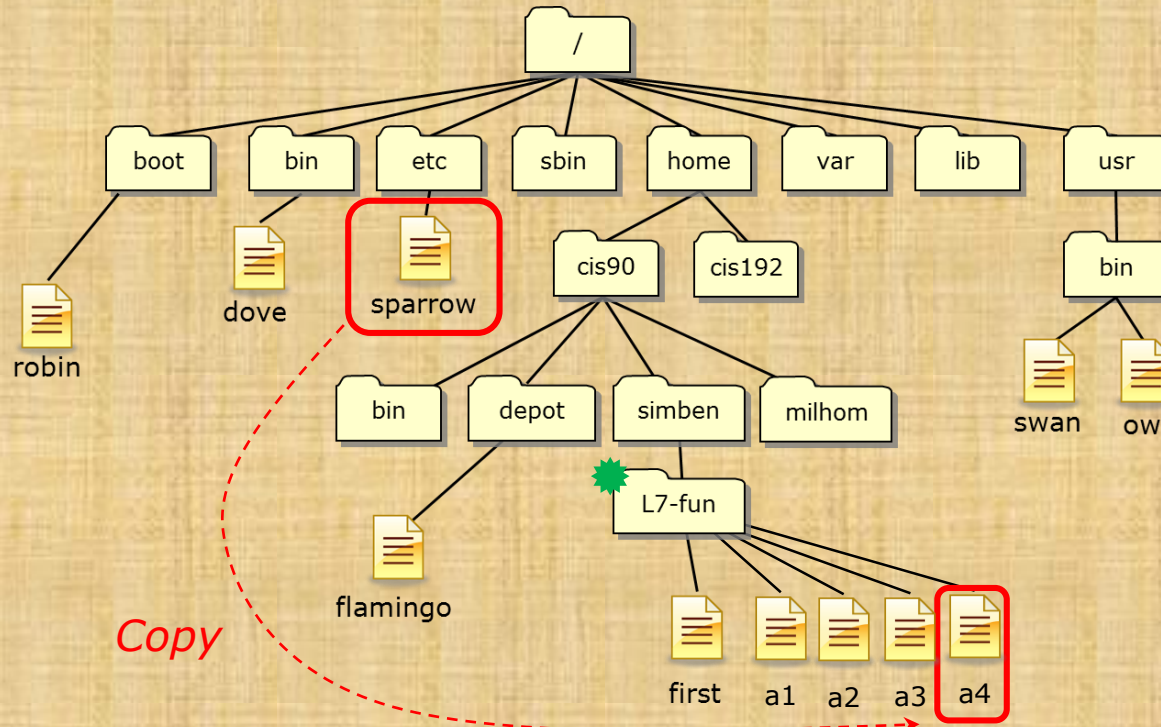 /
boot
bin
etc
sbin
home
var
lib
usr
cis90
cis192
bin
robin
dove
sparrow
bin
depot
simben
milhom
swan
ow
L7-fun
flamingo
Copy
first
a1
a2
a3
a4